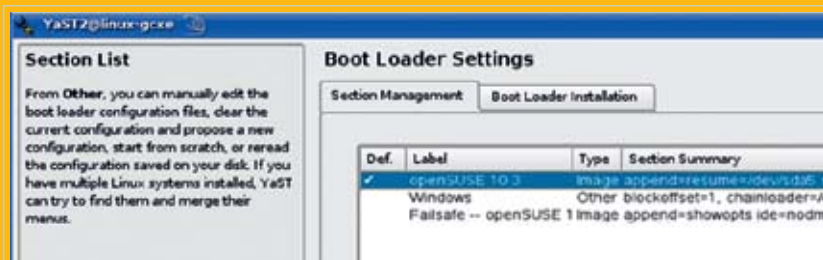 YaST2@linux-gcxe
Section List
From Other, you can manually edit the
boot loader configuration files, clear the
current configuration and propose a new
configuration, start from scratch, or reread
the configuration saved on your disk. If you
have multiple Linux systems installed, YaST
can try to find them and merge their
menus.
Boot Loader Settings
Section Management Boot Loader Installation
Def. Label Type Section Summary
openSUSE 10.3 Image append=resume=/dev/sda5
Windows Other blockoffset=1, chainloader=/
Failsafe -- openSUSE 1 Image append=showopts ide=nodm